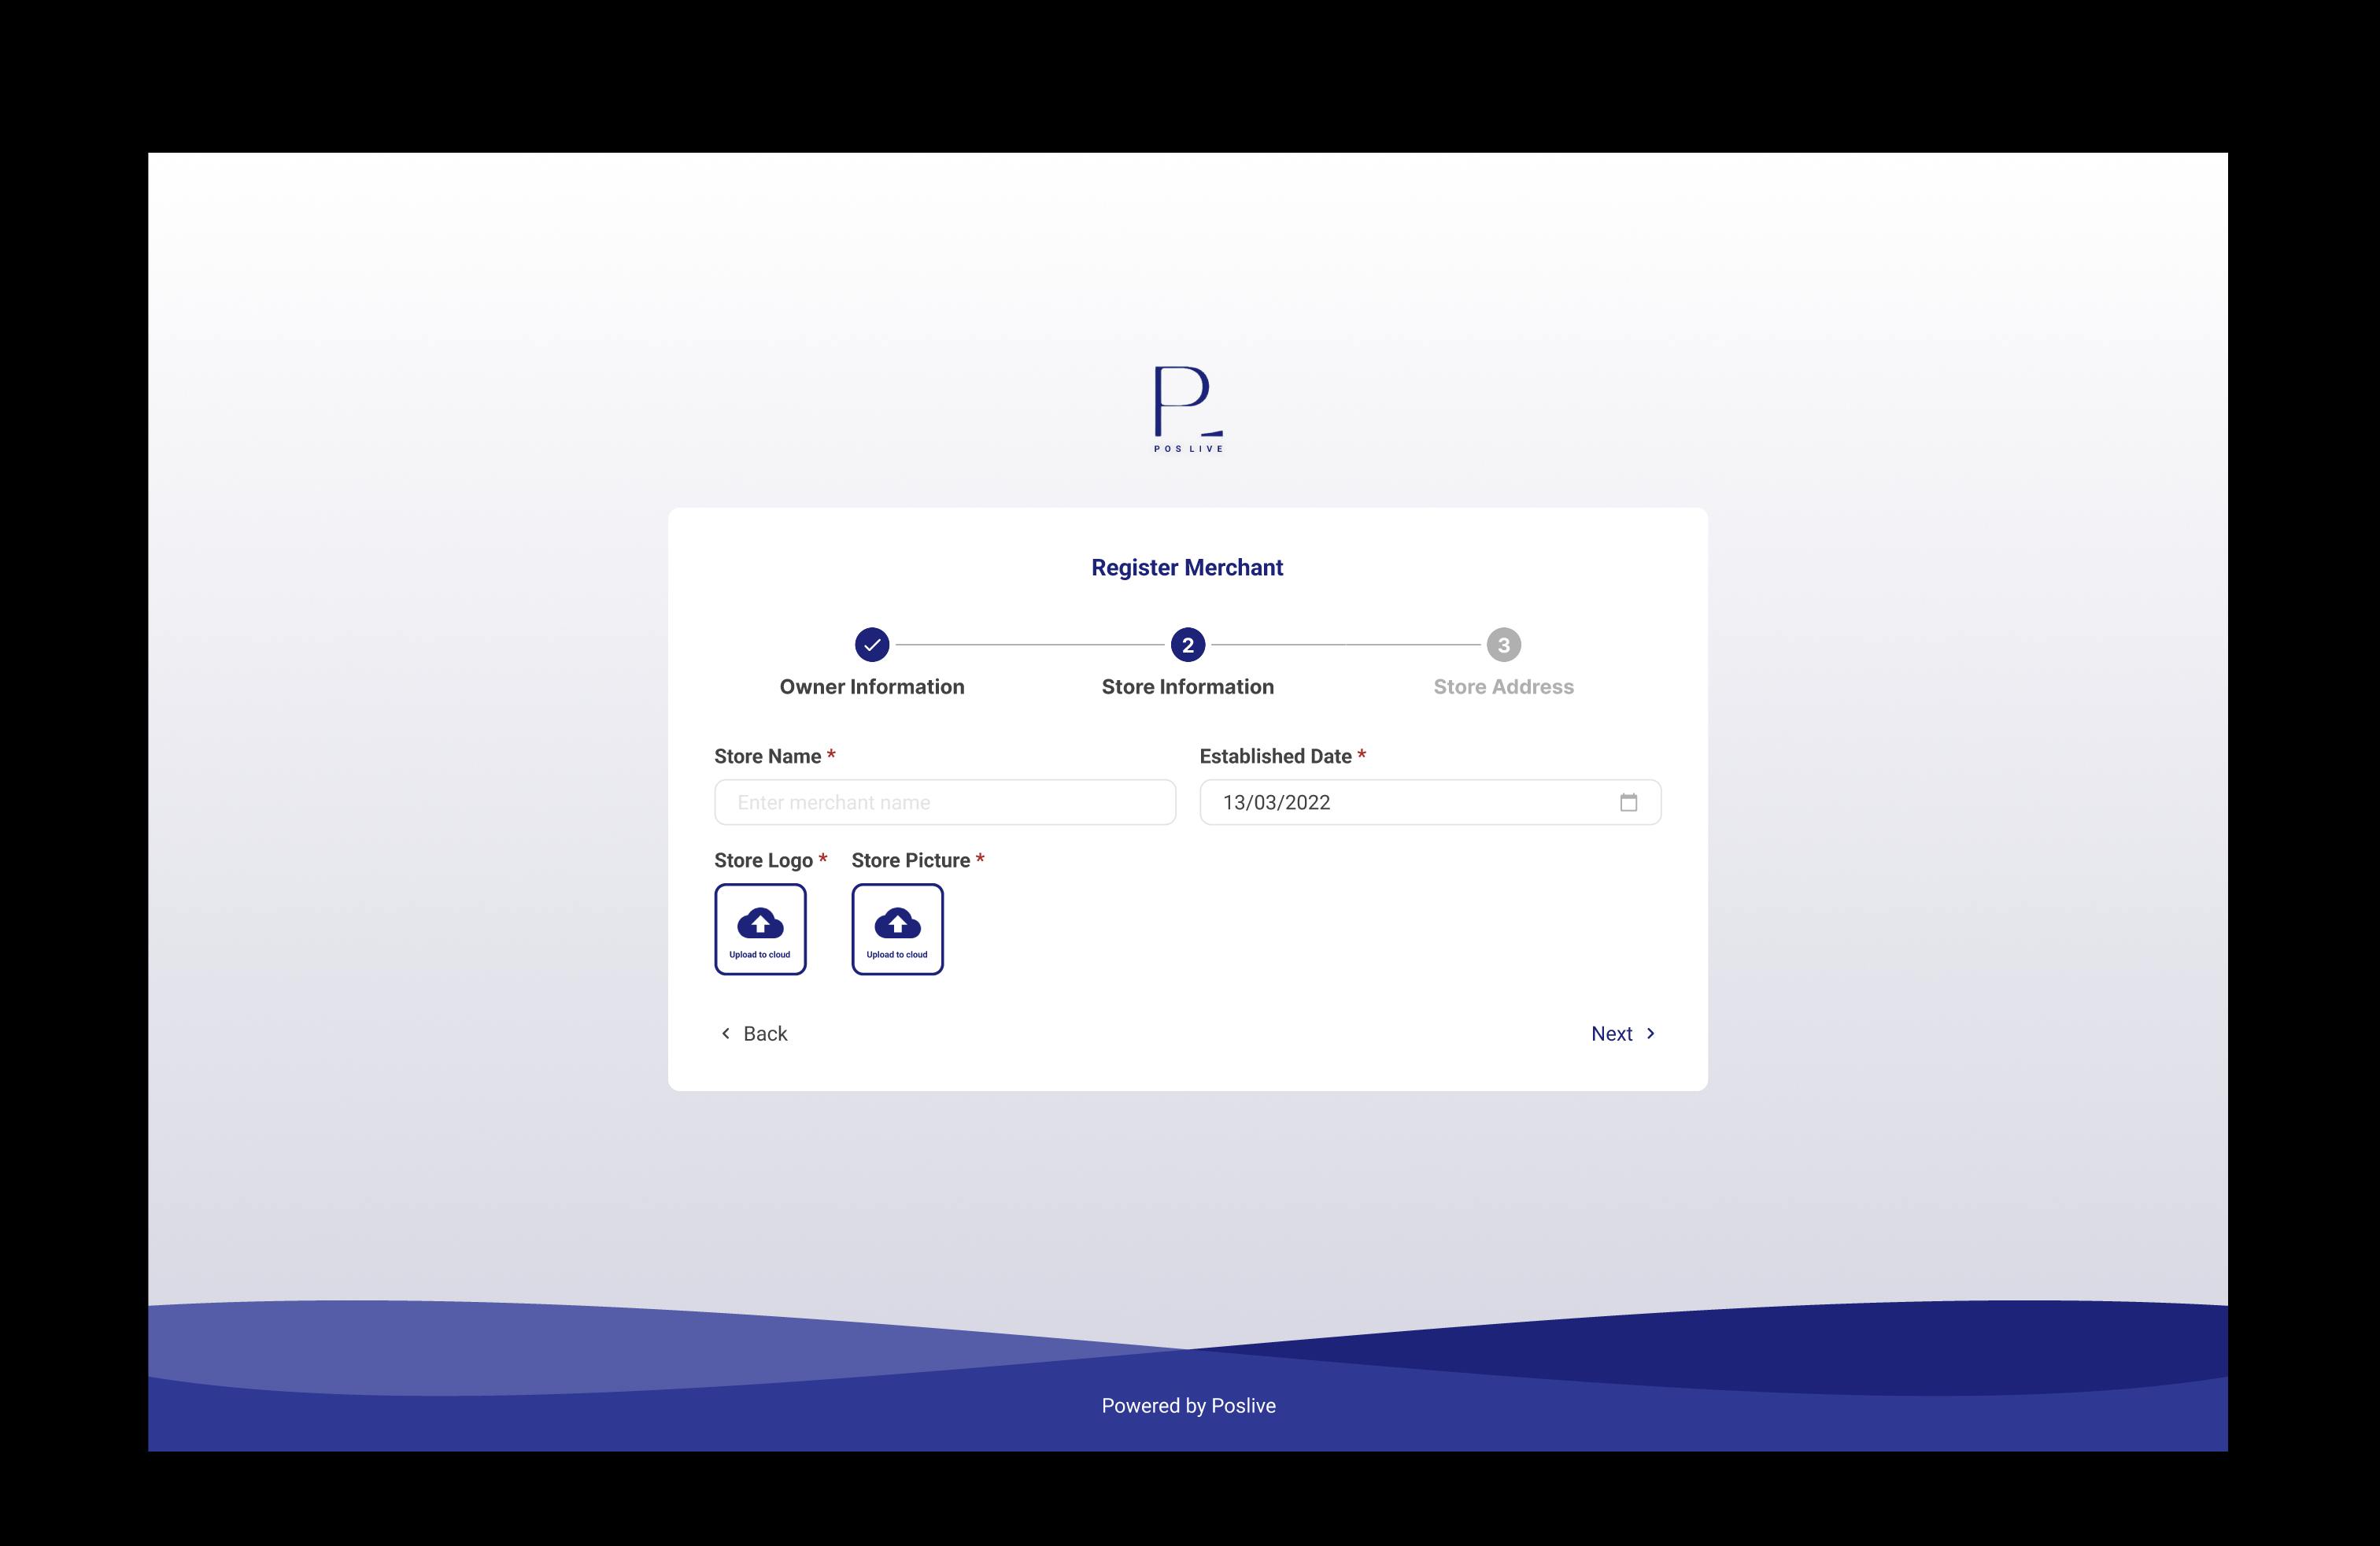 P
POS LIVE
Register Merchant
2
3
Owner Information
Store Information
Store Address
Store Name *
Established Date *
Enter merchant name
13/03/2022
Store Logo *
Store Picture *
Upload to cloud
Upload to cloud
Back
Next
Powered by Poslive